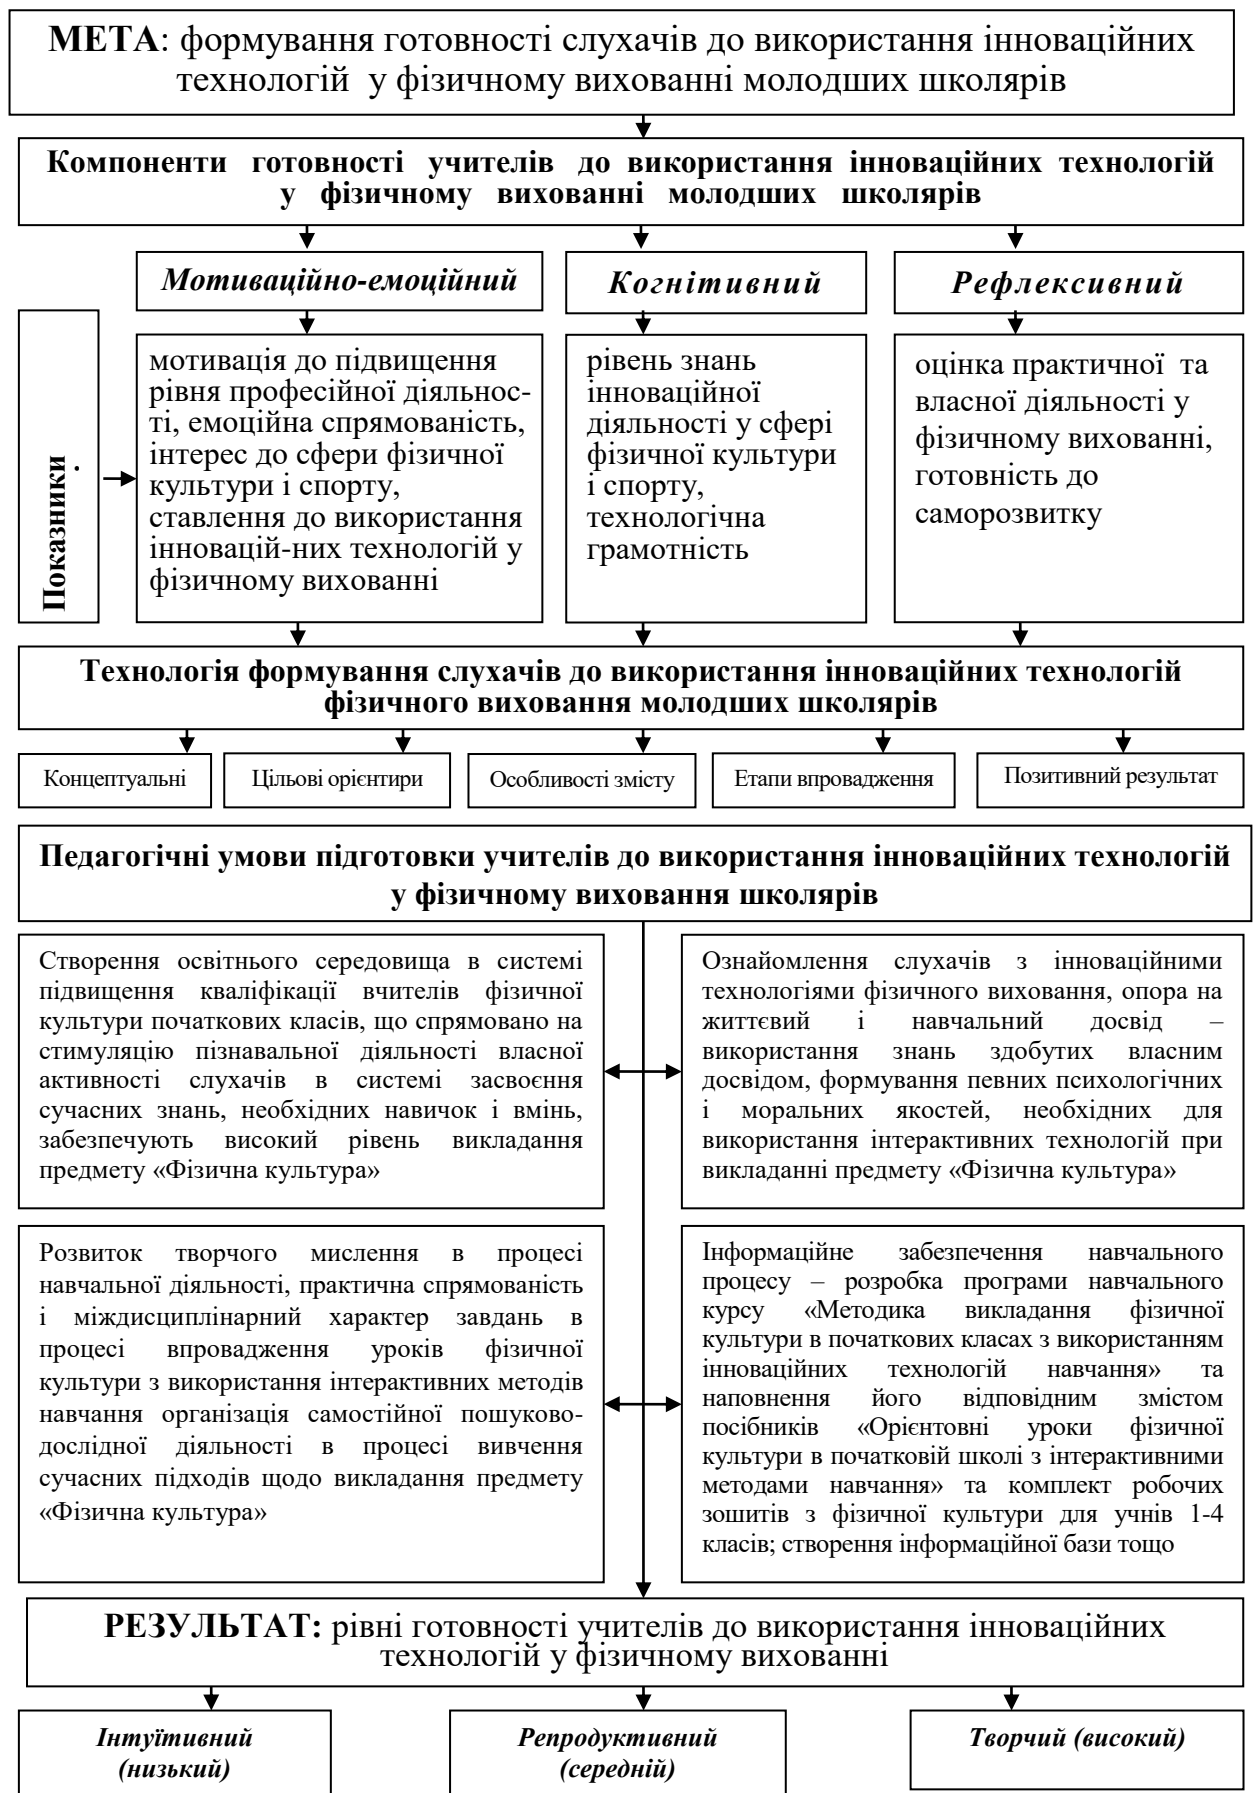 МЕТА: формування готовності слухачів до використання інноваційних
технологій у фізичному вихованні молодших школярів
Компоненти готовності учителів до використання інноваційних технологій
у фізичному вихованні молодших школярів
Мотиваційно-емоційний
Когнітивний
Рефлексивний
Показники .
мотивація до підвищення
рівня професійної діяльнос-
ті, емоційна спрямованість,
інтерес до сфери фізичної
культури і спорту,
ставлення до використання
інновацій-них технологій у
фізичному вихованні
рівень знань
інноваційної
діяльності у сфері
фізичної культури
і спорту,
технологічна
грамотність
оцінка практичної та
власної діяльності у
фізичному вихованні,
готовність до
саморозвитку
Технологія формування слухачів до використання інноваційних технологій
фізичного виховання молодших школярів
Концептуальні
Цільові орієнтири
Особливості змісту
Етапи впровадження
Позитивний результат
Педагогічні умови підготовки учителів до використання інноваційних технологій
у фізичному виховання школярів
Створення освітнього середовища в системі
підвищення кваліфікації вчителів фізичної
культури початкових класів, що спрямовано на
стимуляцію пізнавальної діяльності власної
активності слухачів в системі засвоєння
сучасних знань, необхідних навичок і вмінь,
забезпечують високий рівень викладання
предмету «Фізична культура»
Ознайомлення слухачів з інноваційними
технологіями фізичного виховання, опора на
життєвий і навчальний досвід –
використання знань здобутих власним
досвідом, формування певних психологічних
і моральних якостей, необхідних для
використання інтерактивних технологій при
викладанні предмету «Фізична культура»
Розвиток творчого мислення в процесі
навчальної діяльності, практична спрямованість
і міждисциплінарний характер завдань в
процесі впровадження уроків фізичної
культури з використання інтерактивних методів
навчання організація самостійної пошуково-
дослідної діяльності в процесі вивчення
сучасних підходів щодо викладання предмету
«Фізична культура»
Інформаційне забезпечення навчального
процесу – розробка програми навчального
курсу «Методика викладання фізичної
культури в початкових класах з використанням
інноваційних технологій навчання» та
наповнення його відповідним змістом
посібників «Орієнтовні уроки фізичної
культури в початковій школі з інтерактивними
методами навчання» та комплект робочих
зошитів з фізичної культури для учнів 1-4
класів; створення інформаційної бази тощо
РЕЗУЛЬТАТ: рівні готовності учителів до використання інноваційних
технологій у фізичному вихованні
Інтуїтивний
(низький)
Репродуктивний
(середній)
Творчий (високий)